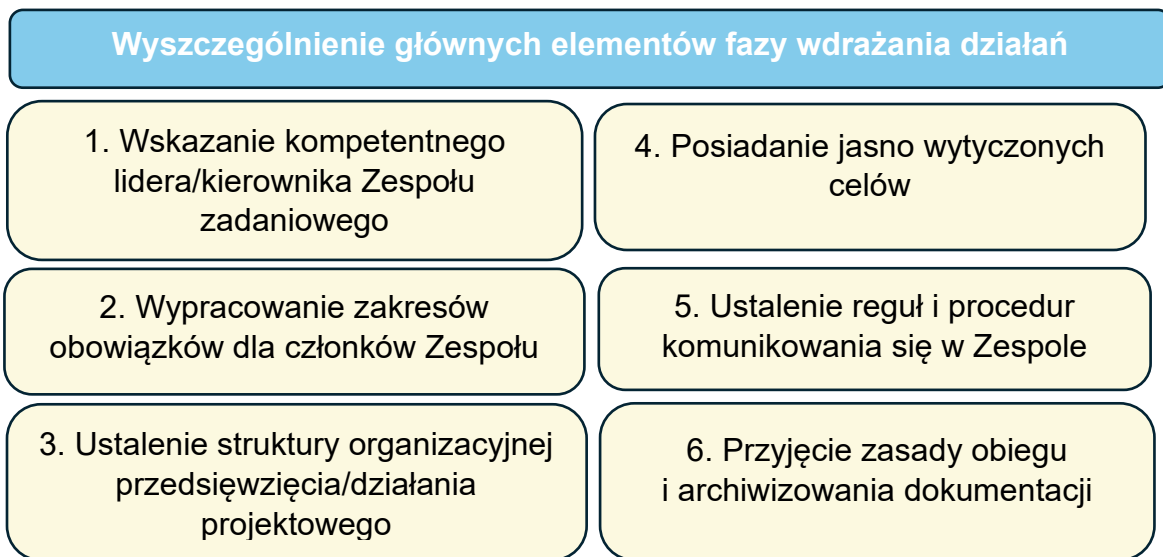 Wyszczególnienie głównych elementów fazy wdrażania działań
1. Wskazanie kompetentnego
lidera/kierownika Zespołu
zadaniowego
2. Wypracowanie zakresów
obowiązków dla członków Zespołu
3. Ustalenie struktury organizacyjnej
przedsięwzięcia/działania
projektowego
4. Posiadanie jasno wytyczonych
celów
5. Ustalenie reguł i procedur
komunikowania się w Zespole
6. Przyjęcie zasady obiegu
i archiwizowania dokumentacji